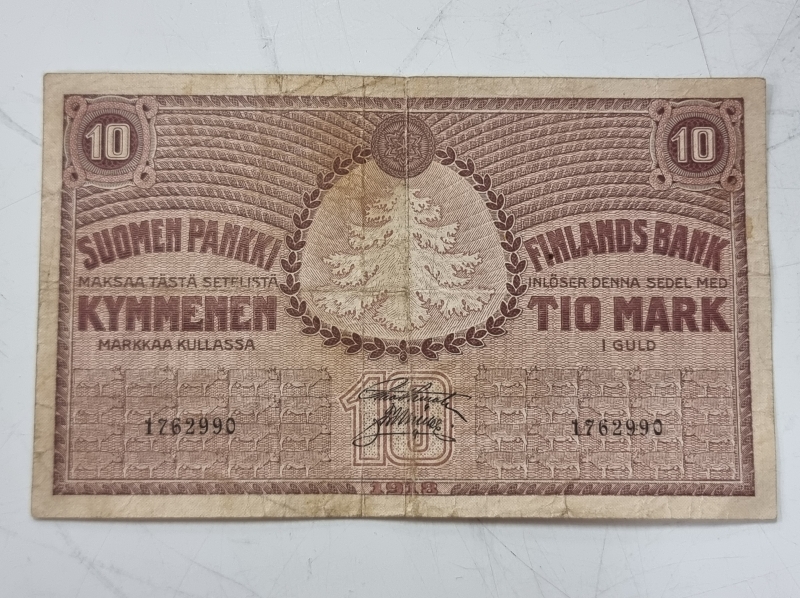 10
10
SUOMEN PANKKI
FINLANDS BANK
MAKSAA TÄSTÄ SETELISTÄ
INLÖSER DENNA SEDEL MED
KYMMENEN
TIO MARK
MARKKAA KULLASSA
I GULD
10
1762990
1762990
1918